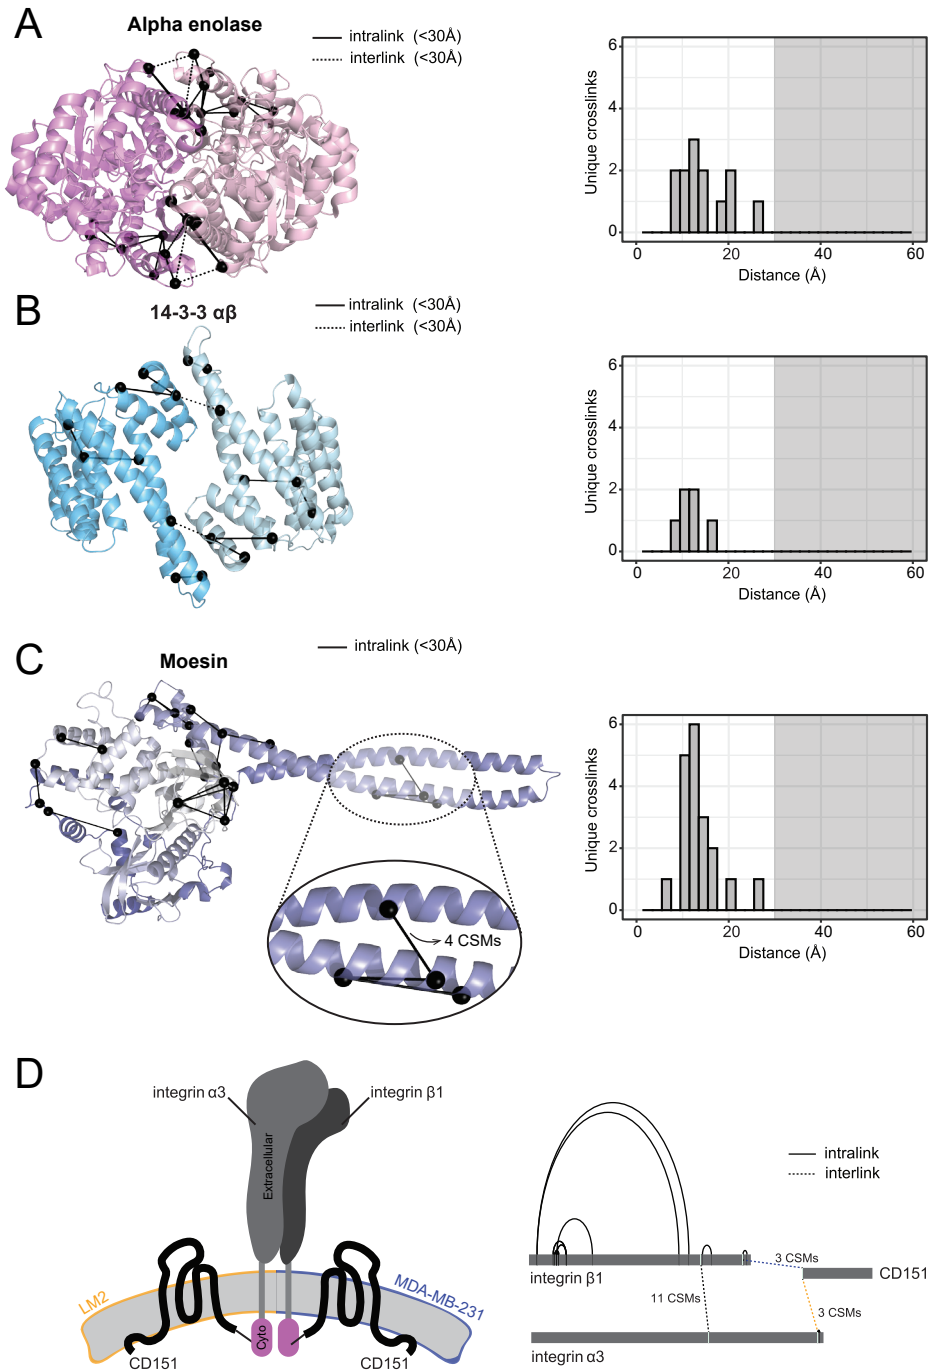 A
Alpha enolase
intralink (<30Å)
interlink (<30Å)
Unique crosslinks
6
4
2
0
0 20 40 60
Distance (Å)
B
14-3-3 αβ
intralink (<30Å)
interlink (<30Å)
Unique crosslinks
6
4
2
0
0 20 40 60
Distance (Å)
C
Moesin
intralink (<30Å)
4 CSMs
Unique crosslinks
6
4
2
0
0 20 40 60
Distance (Å)
D
integrin α3
integrin β1
Extracellular
LM2
MDA-MB-231
Cyto
CD151
CD151
intralink
interlink
3 CSMs
integrin β1
CD151
11 CSMs
3 CSMs
integrin α3